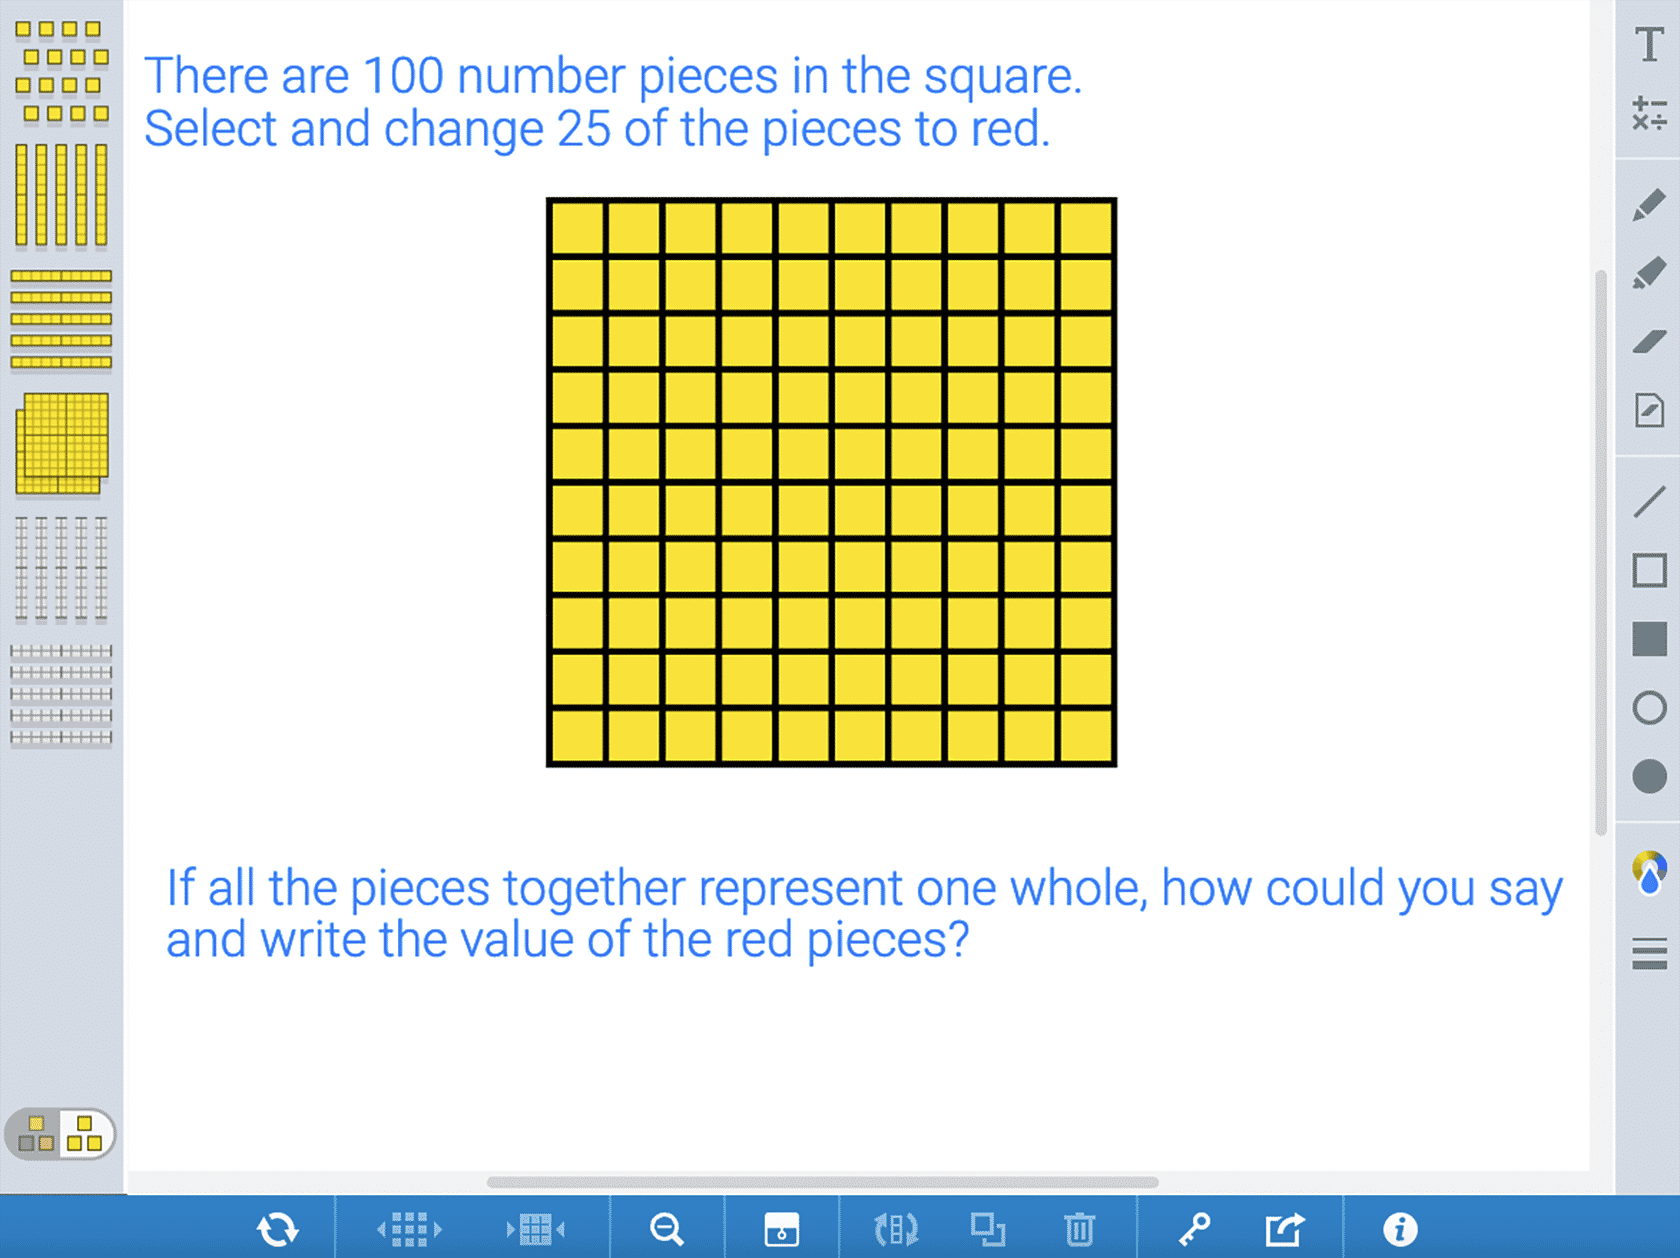 There are 100 number pieces in the square.
Select and change 25 of the pieces to red.
If all the pieces together represent one whole, how could you say
and write the value of the red pieces?